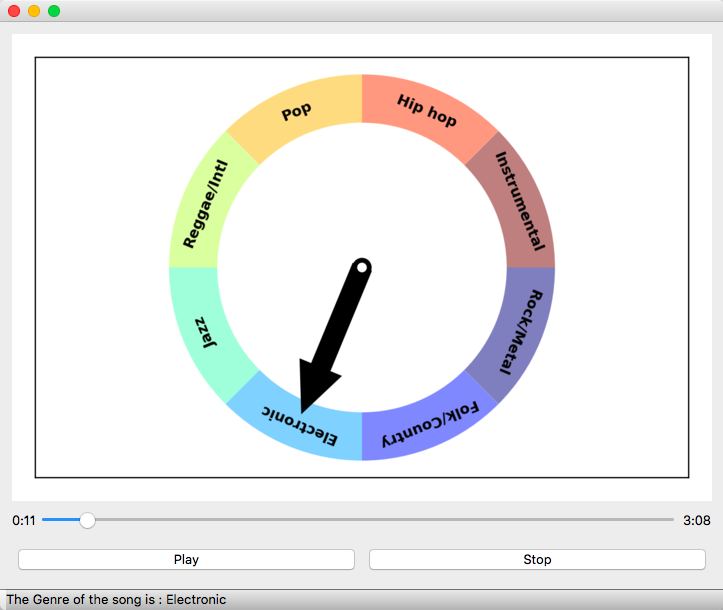 Pop
Hip hop
Reggae/Intl
Instrumental
Jazz
Rock/Metal
Electronic
Folk/Country
0:11
3:08
Play
Stop
The Genre of the song is : Electronic